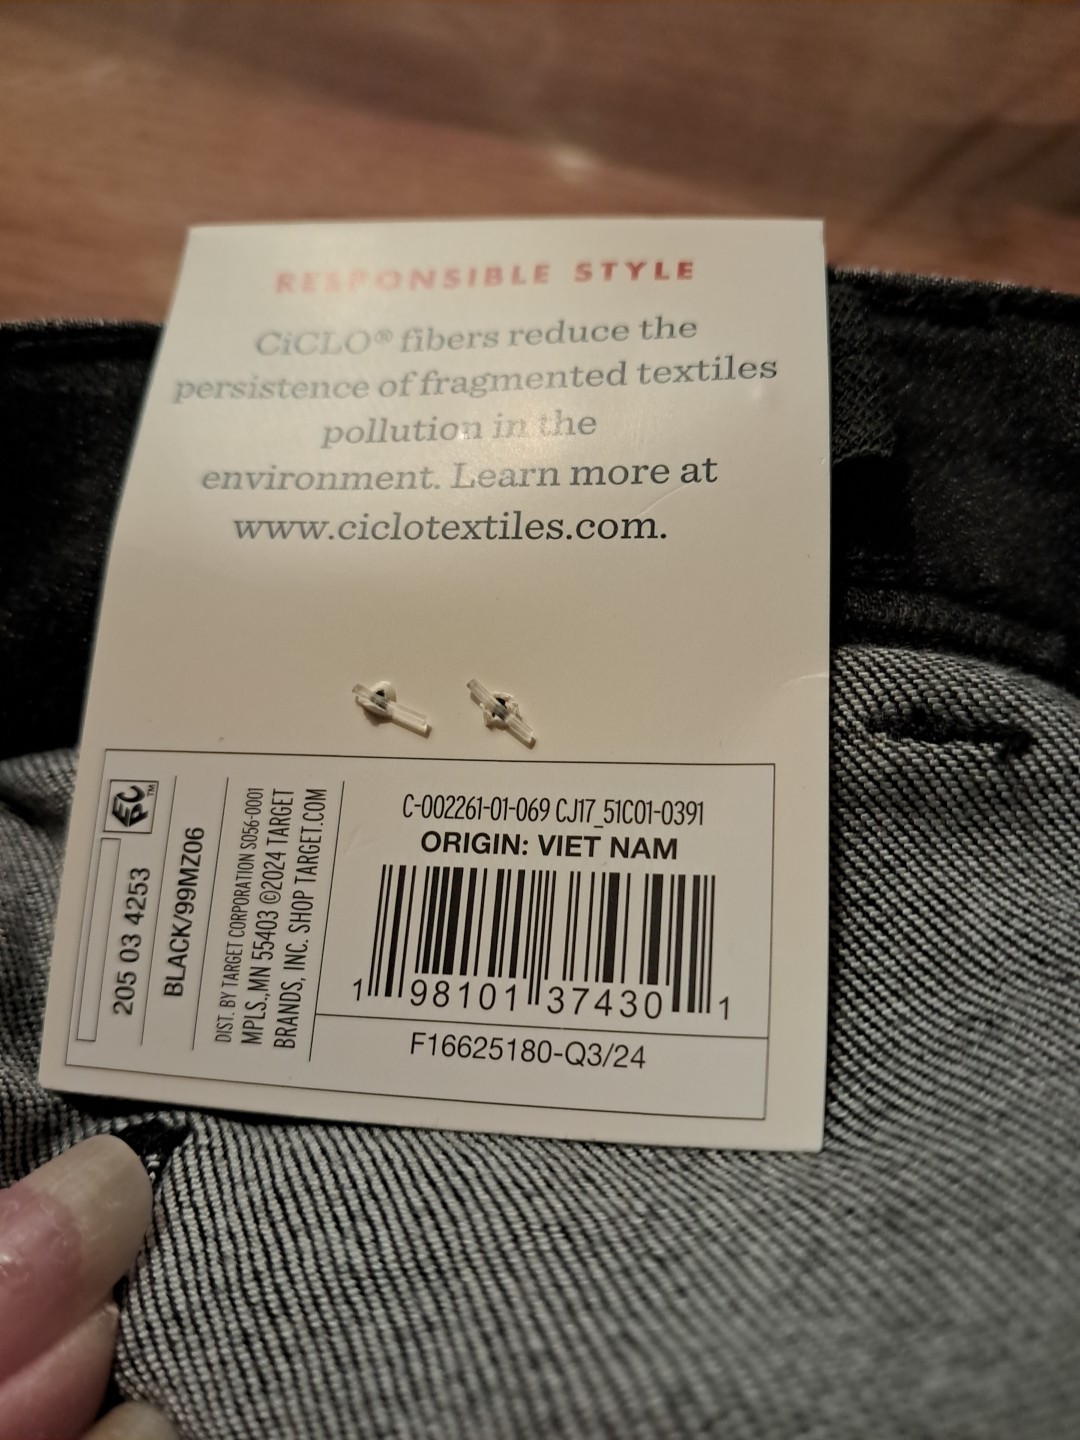 RESPONSIBLE STYLE
CiCLO® fibers reduce the
persistence of fragmented textiles
pollution in the
environment. Learn more at
www.ciclotextiles.com.
EPC™
205 03 4253
BLACK/99MZ06
DIST. BY TARGET CORPORATION S056-0001
MPLS.,MN 55403 ©2024 TARGET
BRANDS, INC. SHOP TARGET.COM
C-002261-01-069 CJ17_51C01-0391
ORIGIN: VIET NAM
1 98101 37430 1
F16625180-Q3/24